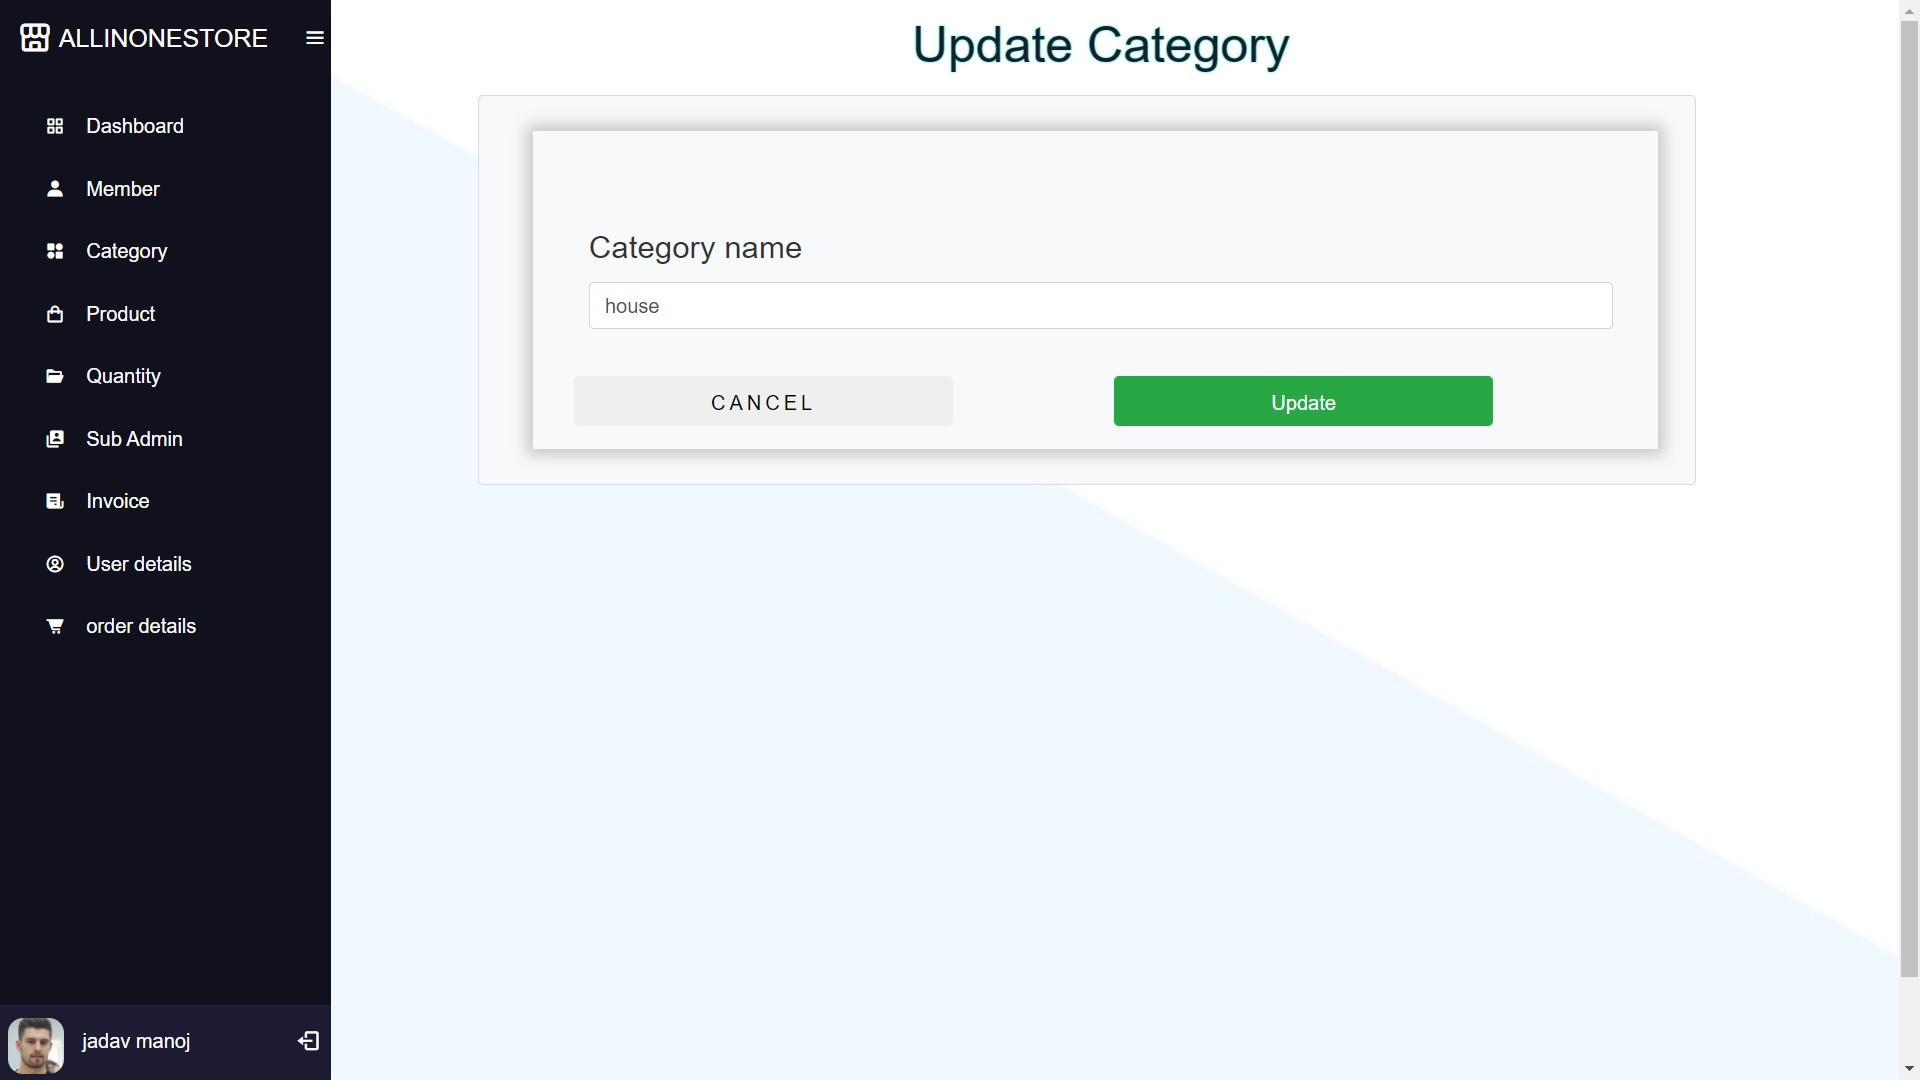 ALLINONESTORE
Dashboard
Member
Category
Product
Quantity
Sub Admin
Invoice
User details
order details
jadav manoj
Update Category
Category name
house
CANCEL
Update